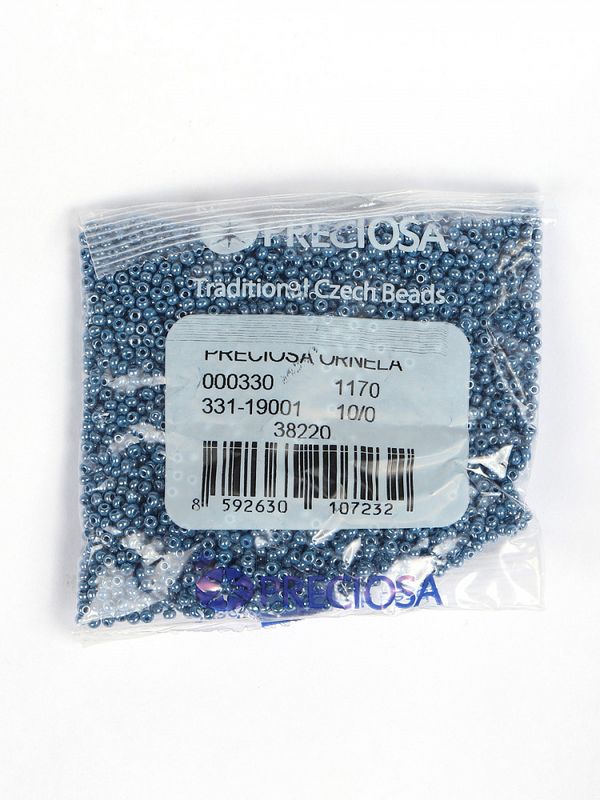 PRECIOSA
Traditional Czech Beads
PRECIOSA ORNELA
000330 1170
331-19001 10/0
38220
8 592630 107232
PRECIOSA